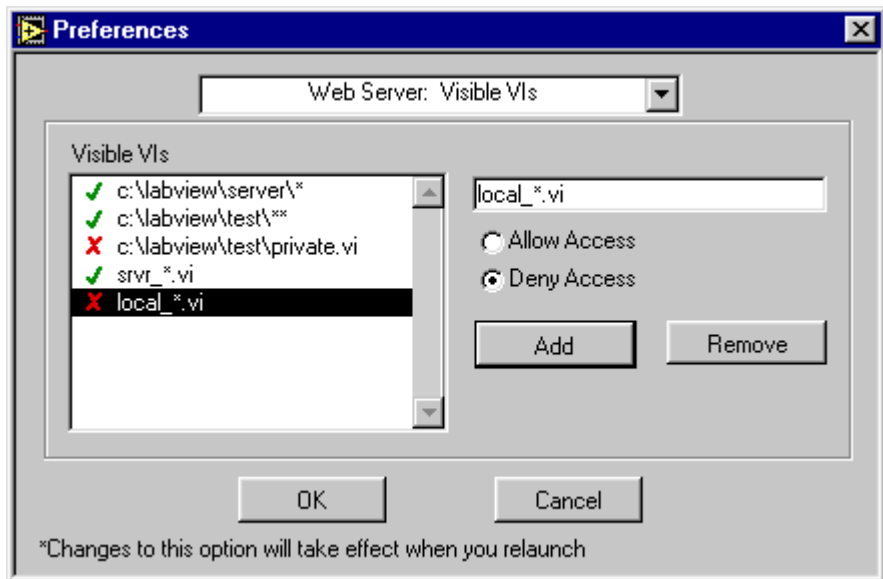 Preferences
Web Server: Visible VIs
Visible VIs
c:\labview\server\*
c:\labview\test\**
c:\labview\test\private.vi
srvr_*.vi
local_*.vi
local_*.vi
Allow Access
Deny Access
Add
Remove
OK
Cancel
*Changes to this option will take effect when you relaunch